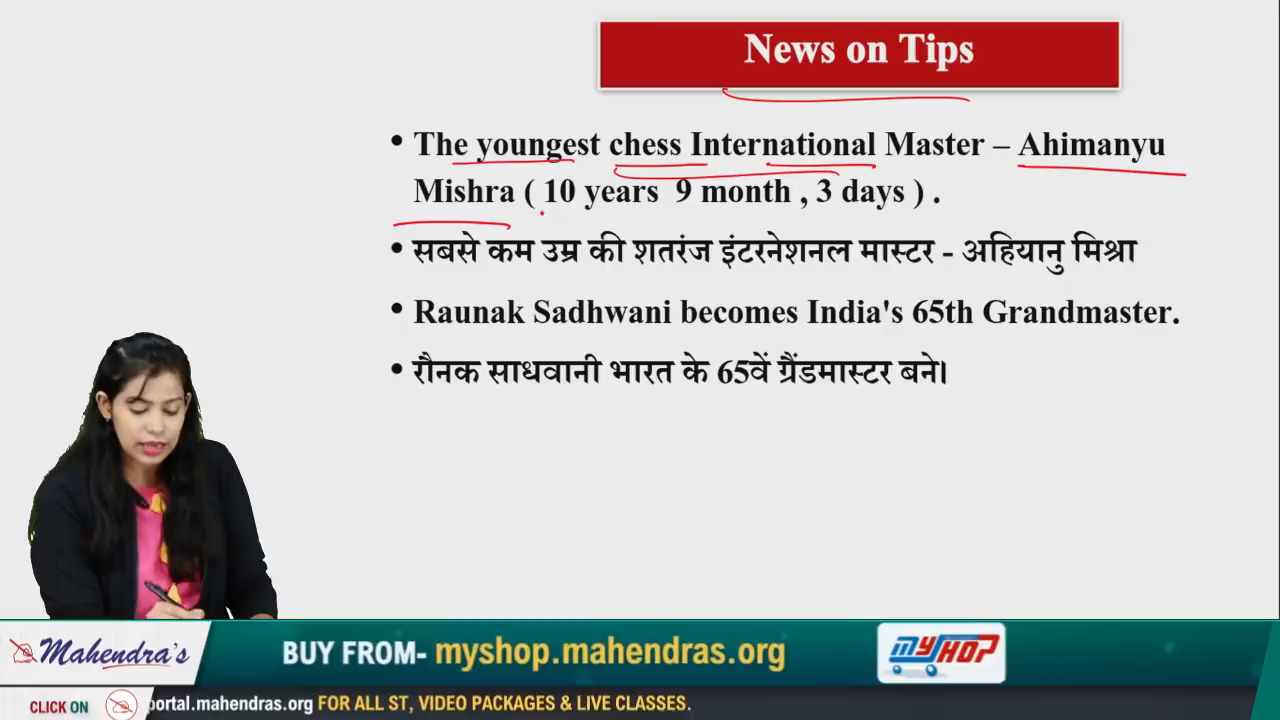 News on Tips
• The youngest chess International Master – Ahimanyu
Mishra ( 10 years 9 month , 3 days ) .
• सबसे कम उम्र की शतरंज इंटरनेशनल मास्टर - अहियानु मिश्रा
• Raunak Sadhwani becomes India's 65th Grandmaster.
• रौनक साधवानी भारत के 65वें ग्रैंडमास्टर बने।
Mahendra's
BUY FROM- myshop.mahendras.org
MYSHOP
CLICK ON
portal.mahendras.org FOR ALL ST, VIDEO PACKAGES & LIVE CLASSES.